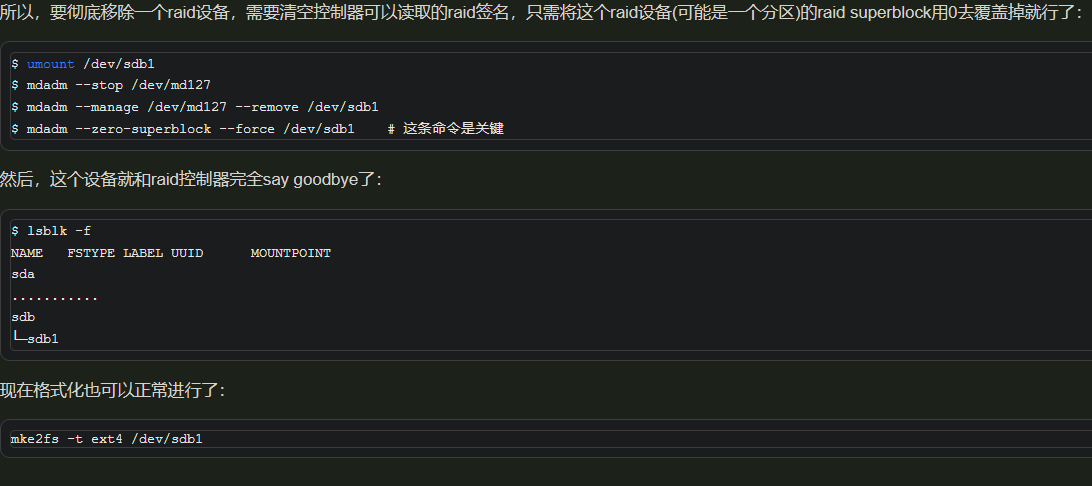 所以，要彻底移除一个raid设备，需要清空控制器可以读取的raid签名，只需将这个raid设备(可能是一个分区)的raid superblock用0去覆盖掉就行了：
$ umount /dev/sdb1
$ mdadm --stop /dev/md127
$ mdadm --manage /dev/md127 --remove /dev/sdb1
$ mdadm --zero-superblock --force /dev/sdb1    # 这条命令是关键
然后，这个设备就和raid控制器完全say goodbye了：
$ lsblk -f
NAME   FSTYPE LABEL UUID      MOUNTPOINT
sda
...........
sdb
└─sdb1
现在格式化也可以正常进行了：
mke2fs -t ext4 /dev/sdb1